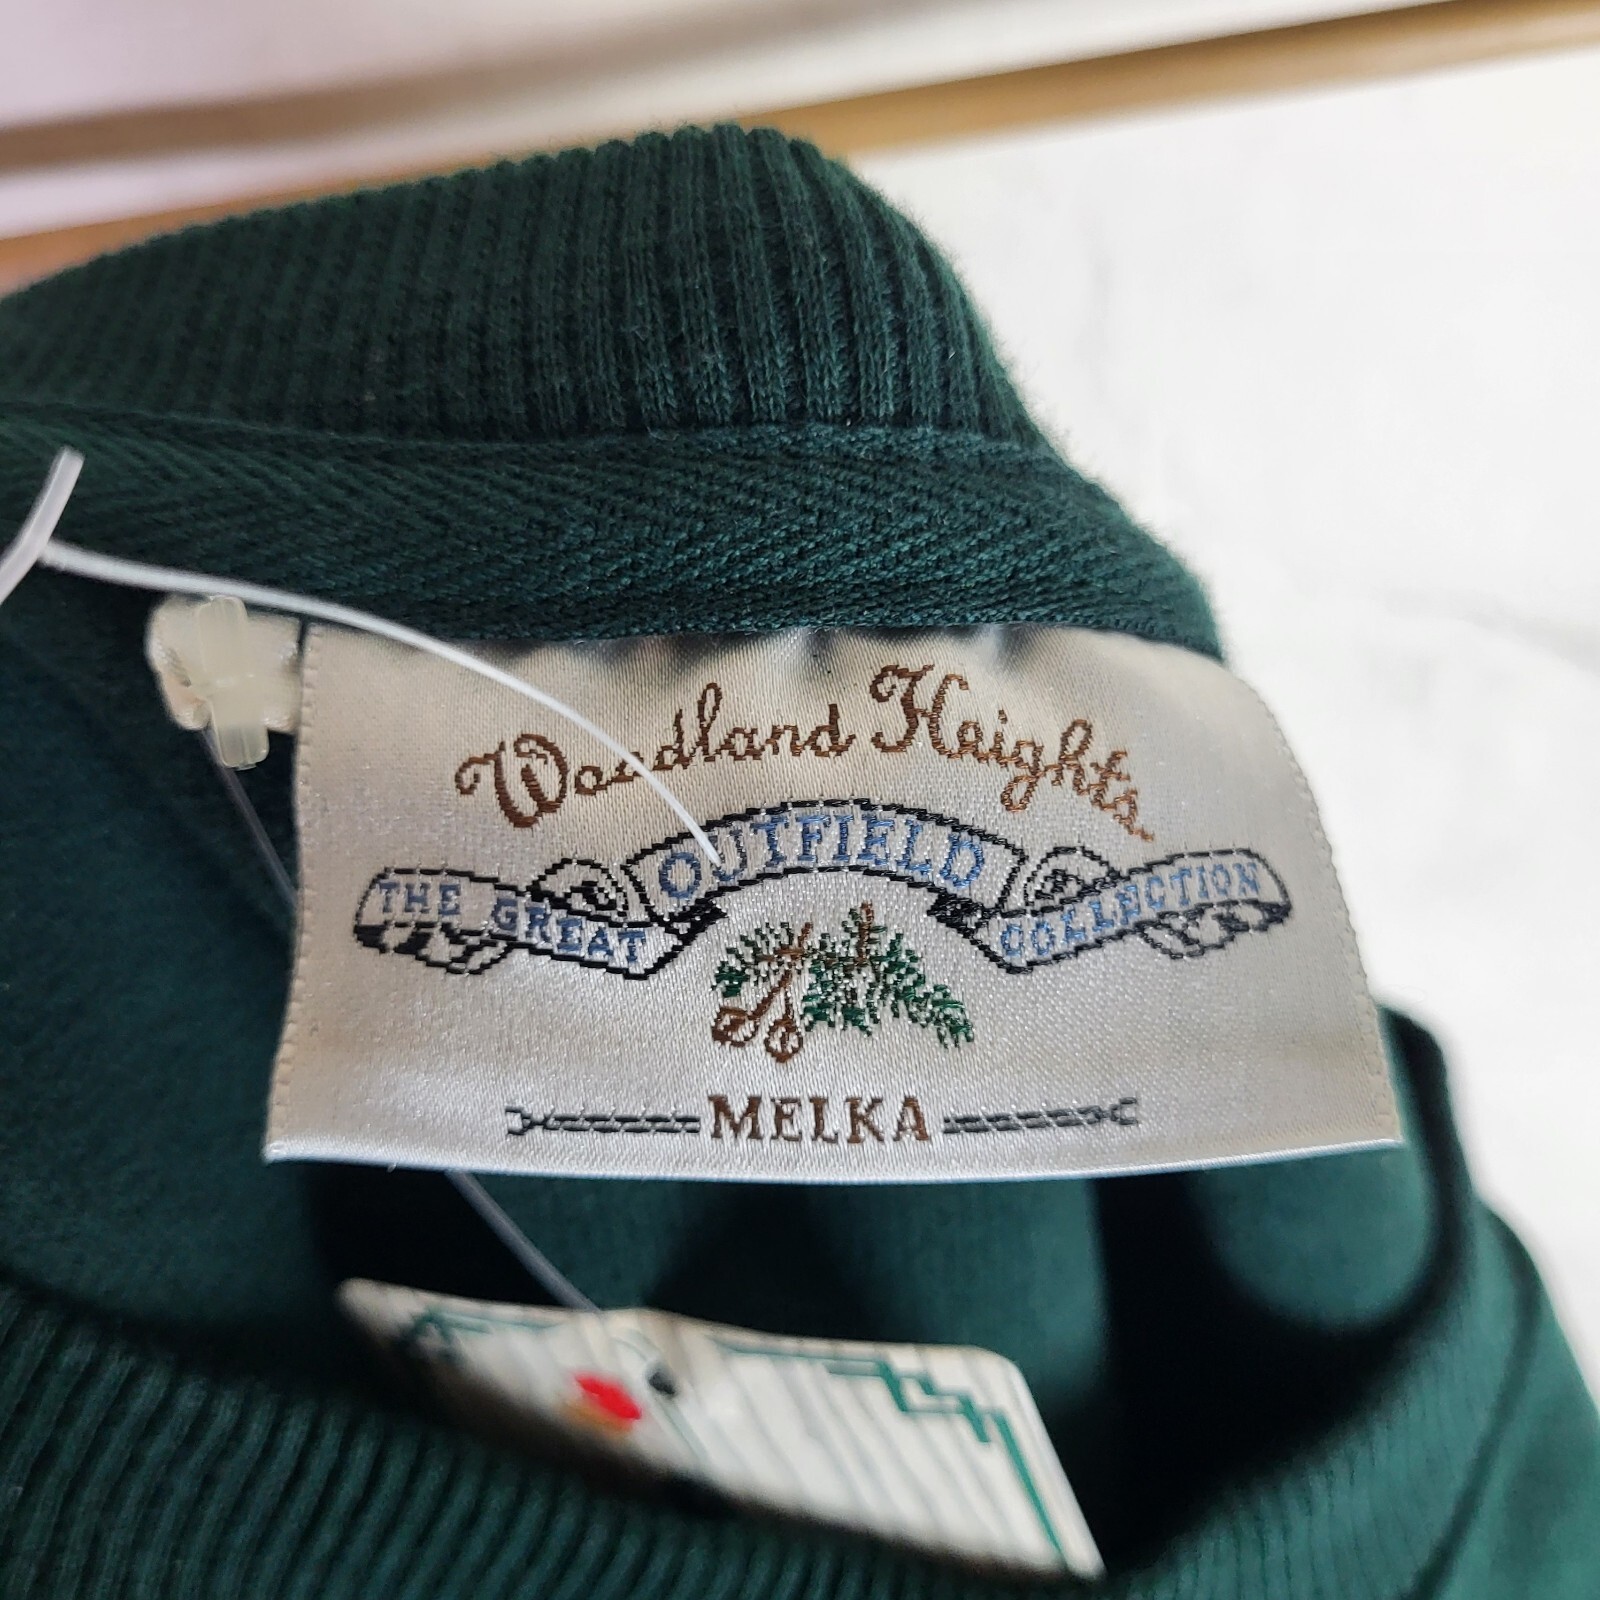 Woodland Heights
OUTFIELD
THE GREAT COLLECTION
MELKA